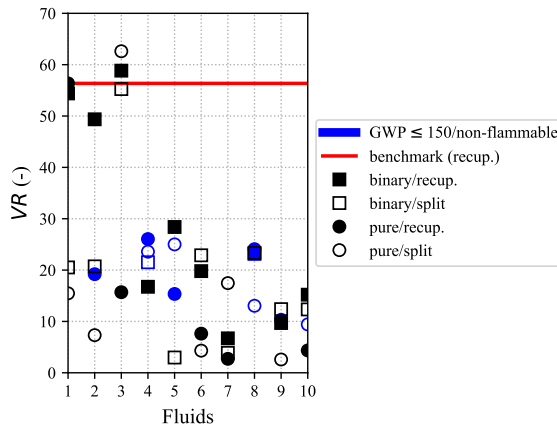 70
60
50
40
30
20
10
0
VR (-)
1 2 3 4 5 6 7 8 9 10
Fluids
GWP ≤ 150/non-flammable
benchmark (recup.)
binary/recup.
binary/split
pure/recup.
pure/split